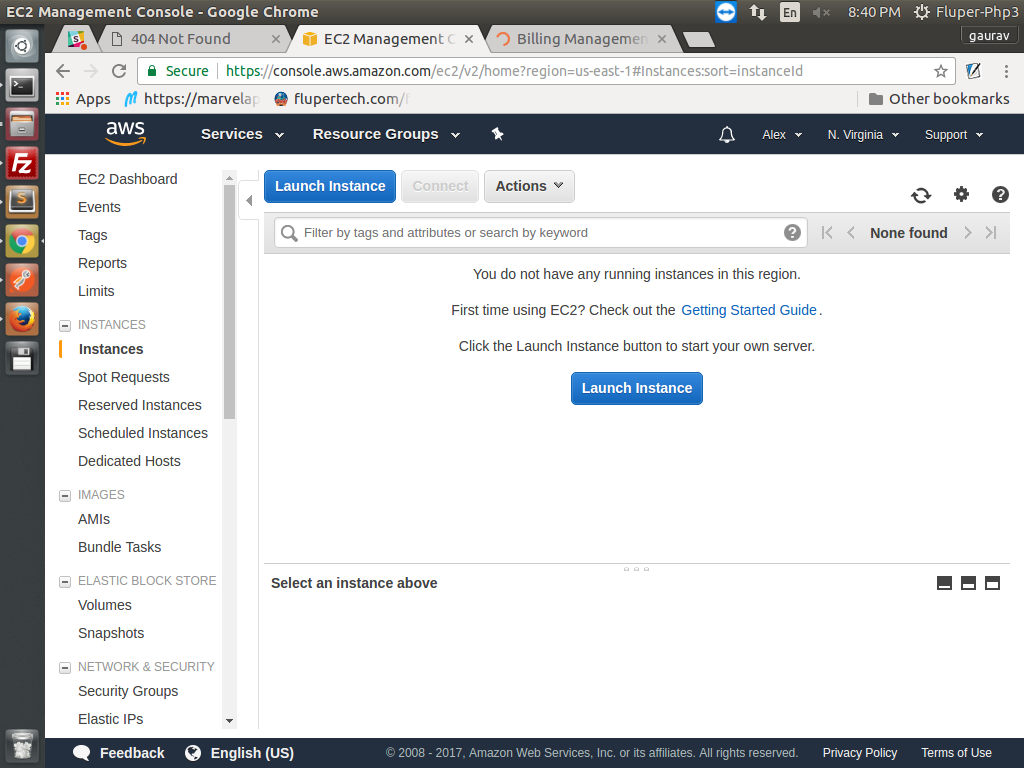 EC2 Management Console - Google Chrome
En
8:40 PM
Fluper-Php3
404 Not Found
EC2 Management C
Billing Managemen
gaurav
Secure
https://console.aws.amazon.com/ec2/v2/home?region=us-east-1#Instances:sort=instanceId
Apps
https://marvelap
flupertech.com/f
Other bookmarks
aws
Services
Resource Groups
Alex
N. Virginia
Support
EC2 Dashboard
Events
Tags
Reports
Limits
INSTANCES
Instances
Spot Requests
Reserved Instances
Scheduled Instances
Dedicated Hosts
IMAGES
AMIs
Bundle Tasks
ELASTIC BLOCK STORE
Volumes
Snapshots
NETWORK & SECURITY
Security Groups
Elastic IPs
Launch Instance
Connect
Actions
Filter by tags and attributes or search by keyword
None found
You do not have any running instances in this region.
First time using EC2? Check out the Getting Started Guide.
Click the Launch Instance button to start your own server.
Launch Instance
Select an instance above
Feedback
English (US)
© 2008 - 2017, Amazon Web Services, Inc. or its affiliates. All rights reserved.
Privacy Policy
Terms of Use